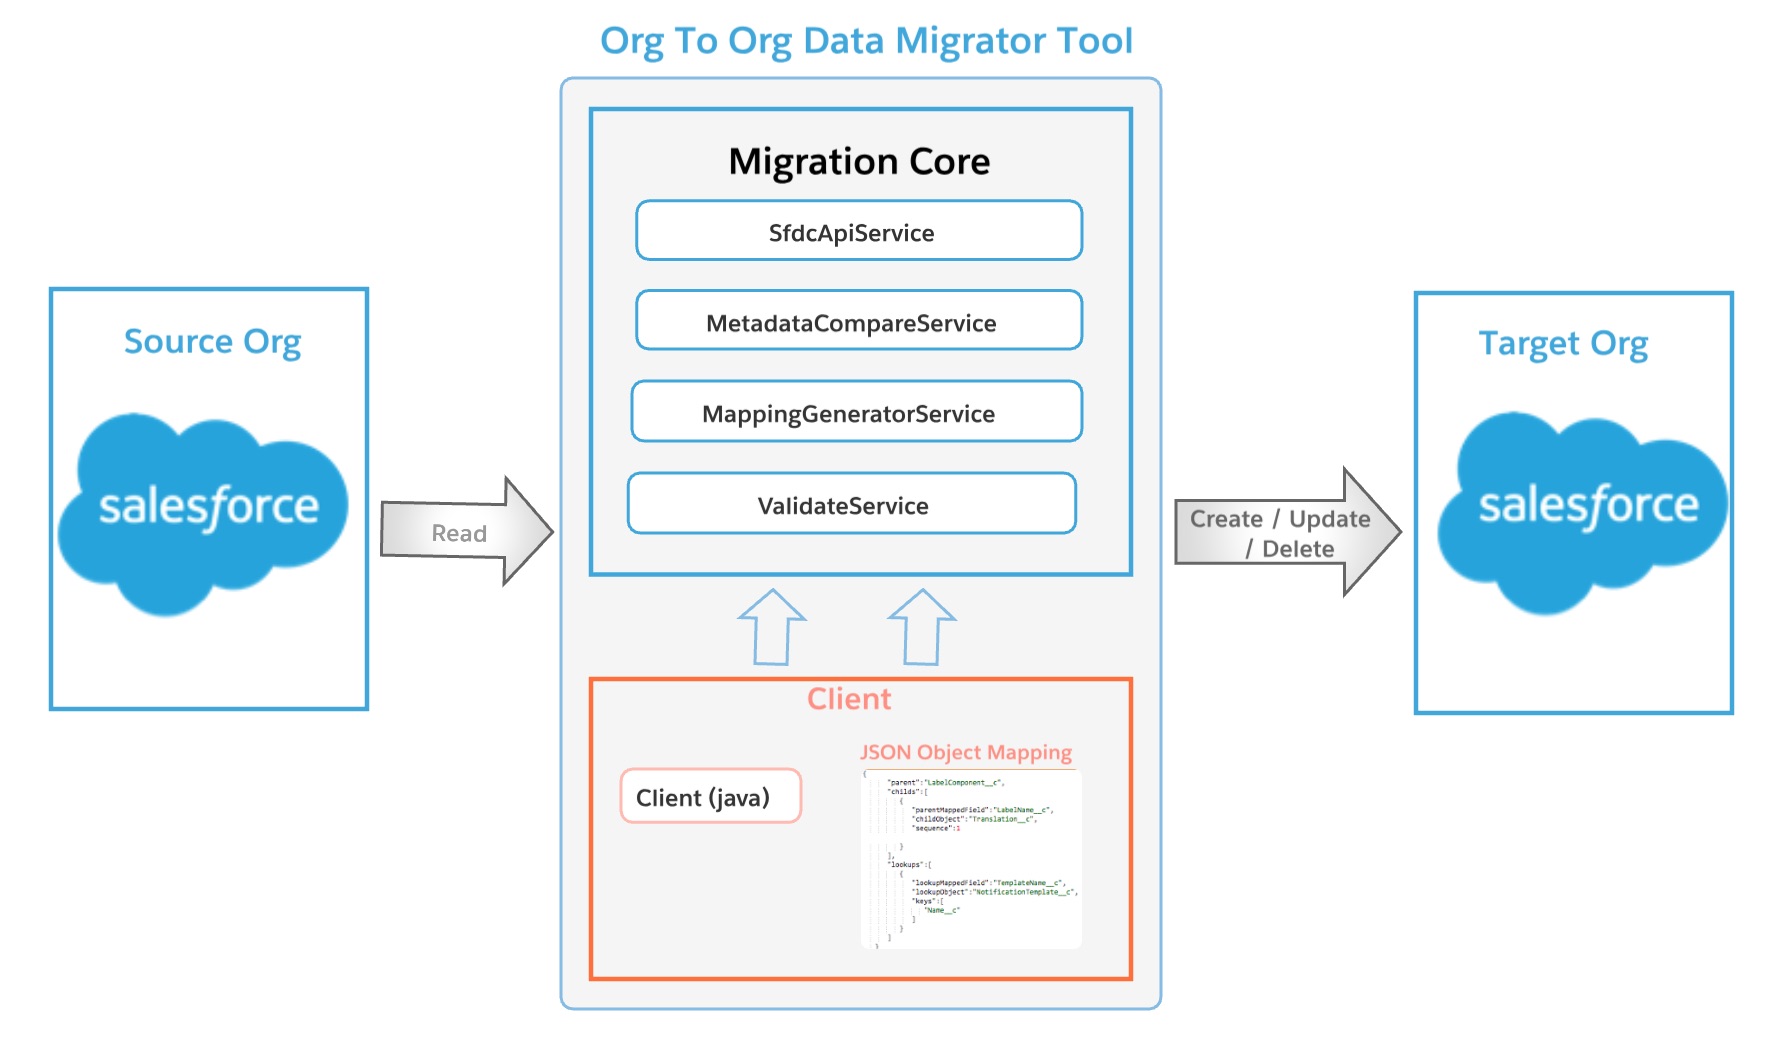 Org To Org Data Migrator Tool
Migration Core
SfdcApiService
MetadataCompareService
MappingGeneratorService
ValidateService
Source Org
salesforce
Read
Create / Update
/ Delete
Target Org
salesforce
Client
Client (java)
JSON Object Mapping
{
"parent":"LabelComponent__c",
"childs":[
{
"parentMappedField":"LabelName__c",
"childObject":"Translation__c",
"sequence":1
}
],
"lookups":[
{
"lookupMappedField":"TemplateName__c",
"lookupObject":"NotificationTemplate__c",
"keys":[
"Name__c"
]
}
]
}